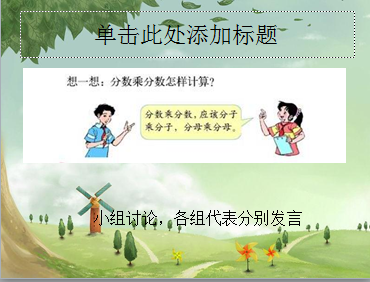 单击此处添加标题
想一想：分数乘分数怎样计算？
分数乘分数，应该分子
乘分子，分母乘分母。
小组讨论，各组代表分别发言